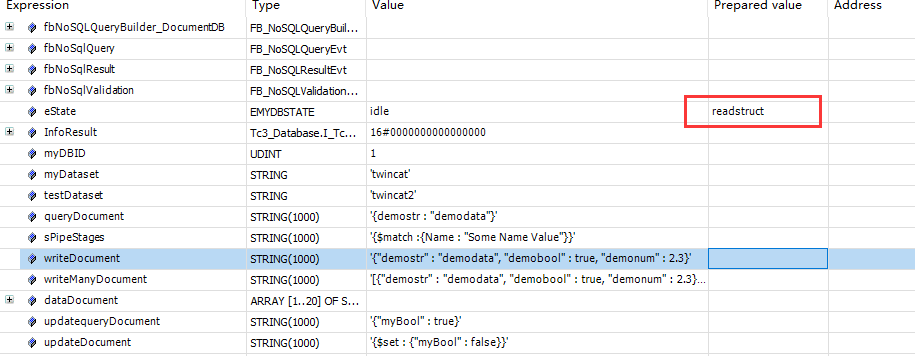 Expression Type Value Prepared value Address
fbNoSQLQueryBuilder_DocumentDB FB_NoSQLQueryBuil...
fbNoSqlQuery FB_NoSQLQueryEvt
fbNoSqlResult FB_NoSQLResultEvt
fbNoSqlValidation FB_NoSQLValidation...
eState EMYDBSTATE idle readstruct
InfoResult Tc3_Database.I_Tc... 16#0000000000000000
myDBID UDINT 1
myDataset STRING 'twincat'
testDataset STRING 'twincat2'
queryDocument STRING(1000) '{demostr : "demodata"}'
sPipeStages STRING(1000) '{$match :{Name : "Some Name Value"}}'
writeDocument STRING(1000) '{"demostr" : "demodata", "demobool" : true, "demonum" : 2.3}'
writeManyDocument STRING(1000) '[{"demostr" : "demodata", "demobool" : true, "demonum" : 2.3}...
dataDocument ARRAY [1..20] OF S...
updatequeryDocument STRING(1000) '{"myBool" : true}'
updateDocument STRING(1000) '{$set : {"myBool" : false}}'